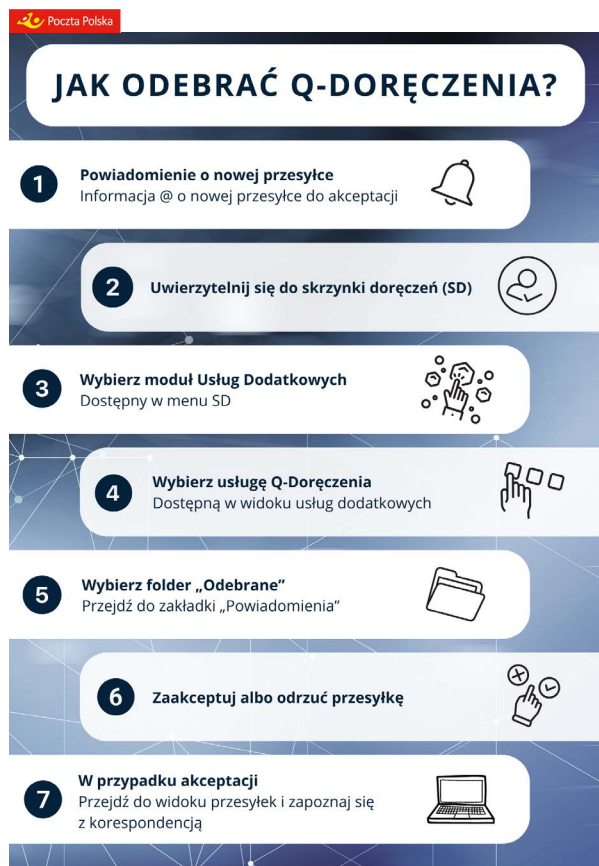 Poczta Polska
JAK ODEBRAĆ Q-DORĘCZENIA?
1
Powiadomienie o nowej przesyłce
Informacja @ o nowej przesyłce do akceptacji
2
Uwierzytelnij się do skrzynki doręczeń (SD)
3
Wybierz moduł Usług Dodatkowych
Dostępny w menu SD
4
Wybierz usługę Q-Doręczenia
Dostępną w widoku usług dodatkowych
5
Wybierz folder „Odebrane”
Przejdź do zakładki „Powiadomienia“
6
Zaakceptuj albo odrzuć przesyłkę
7
W przypadku akceptacji
Przejdź do widoku przesyłek i zapoznaj się
z korespondencją